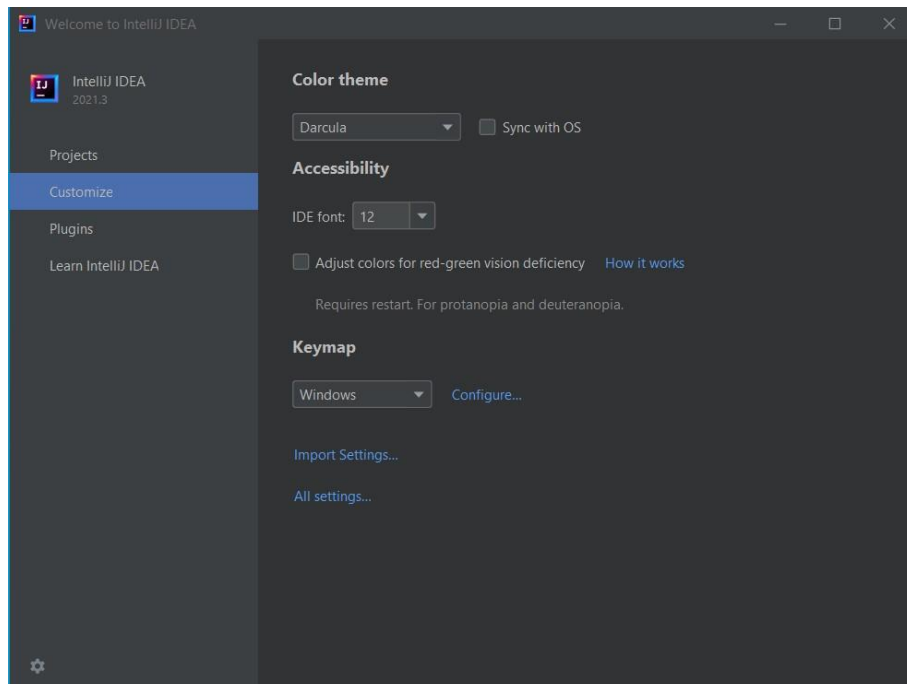 Welcome to IntelliJ IDEA
IJ
IntelliJ IDEA
2021.3
Projects
Customize
Plugins
Learn IntelliJ IDEA
Color theme
Darcula
Sync with OS
Accessibility
IDE font: 12
Adjust colors for red-green vision deficiency How it works
Requires restart. For protanopia and deuteranopia.
Keymap
Windows Configure...
Import Settings...
All settings...